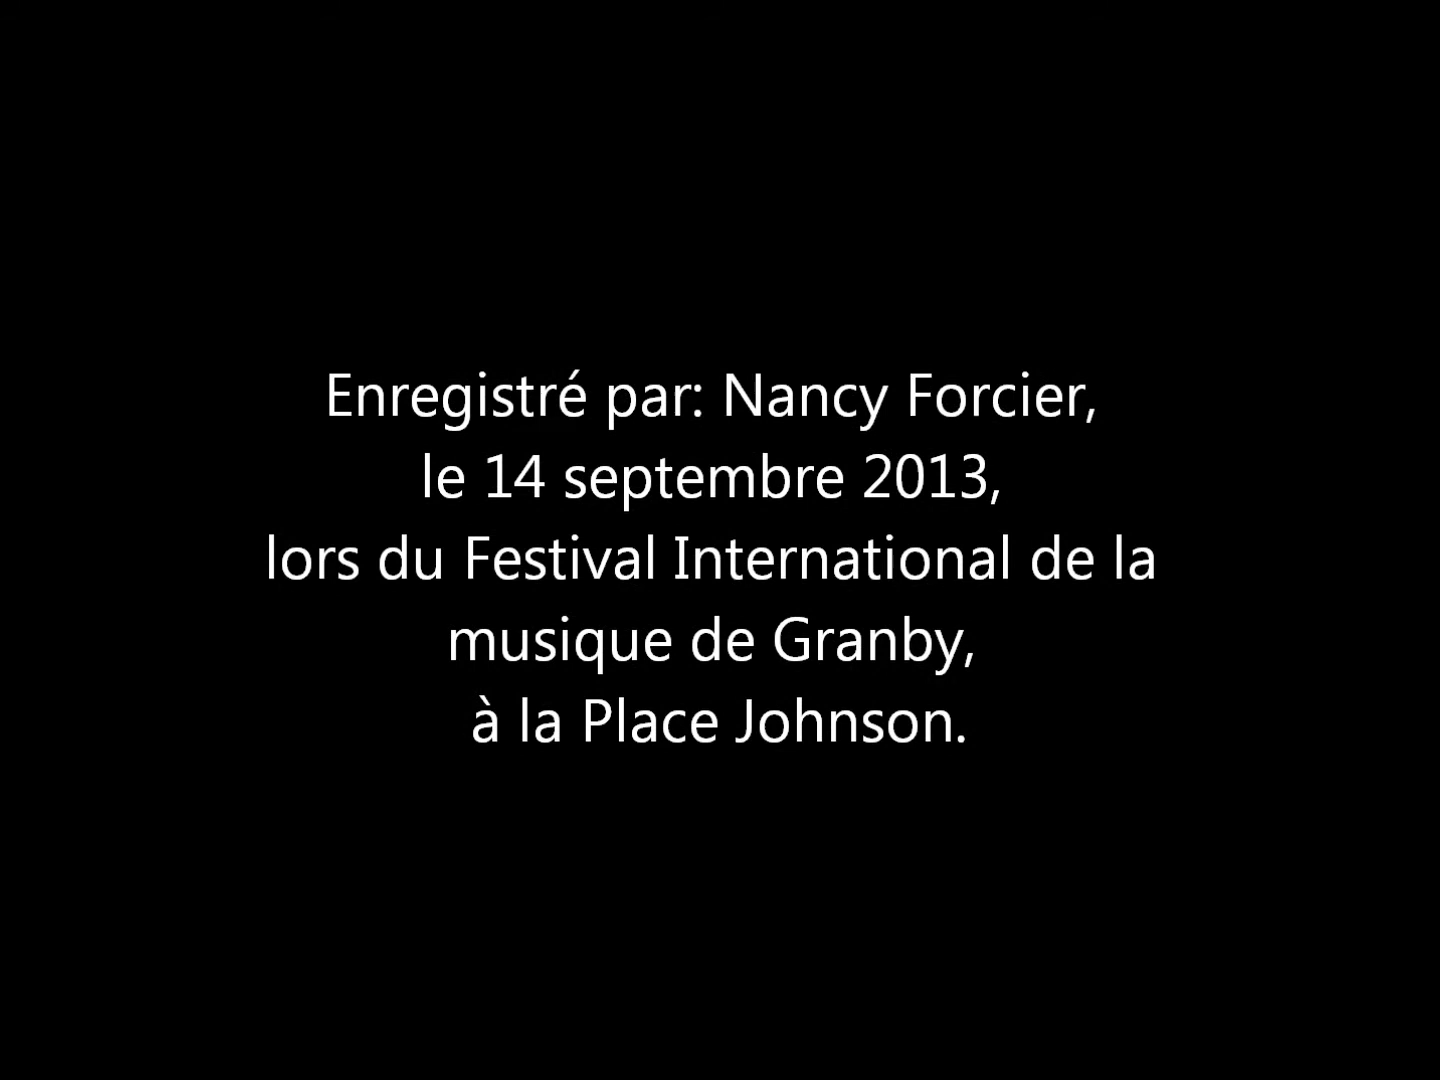 Enregistré par: Nancy Forcier,
le 14 septembre 2013,
lors du Festival International de la
musique de Granby,
à la Place Johnson.